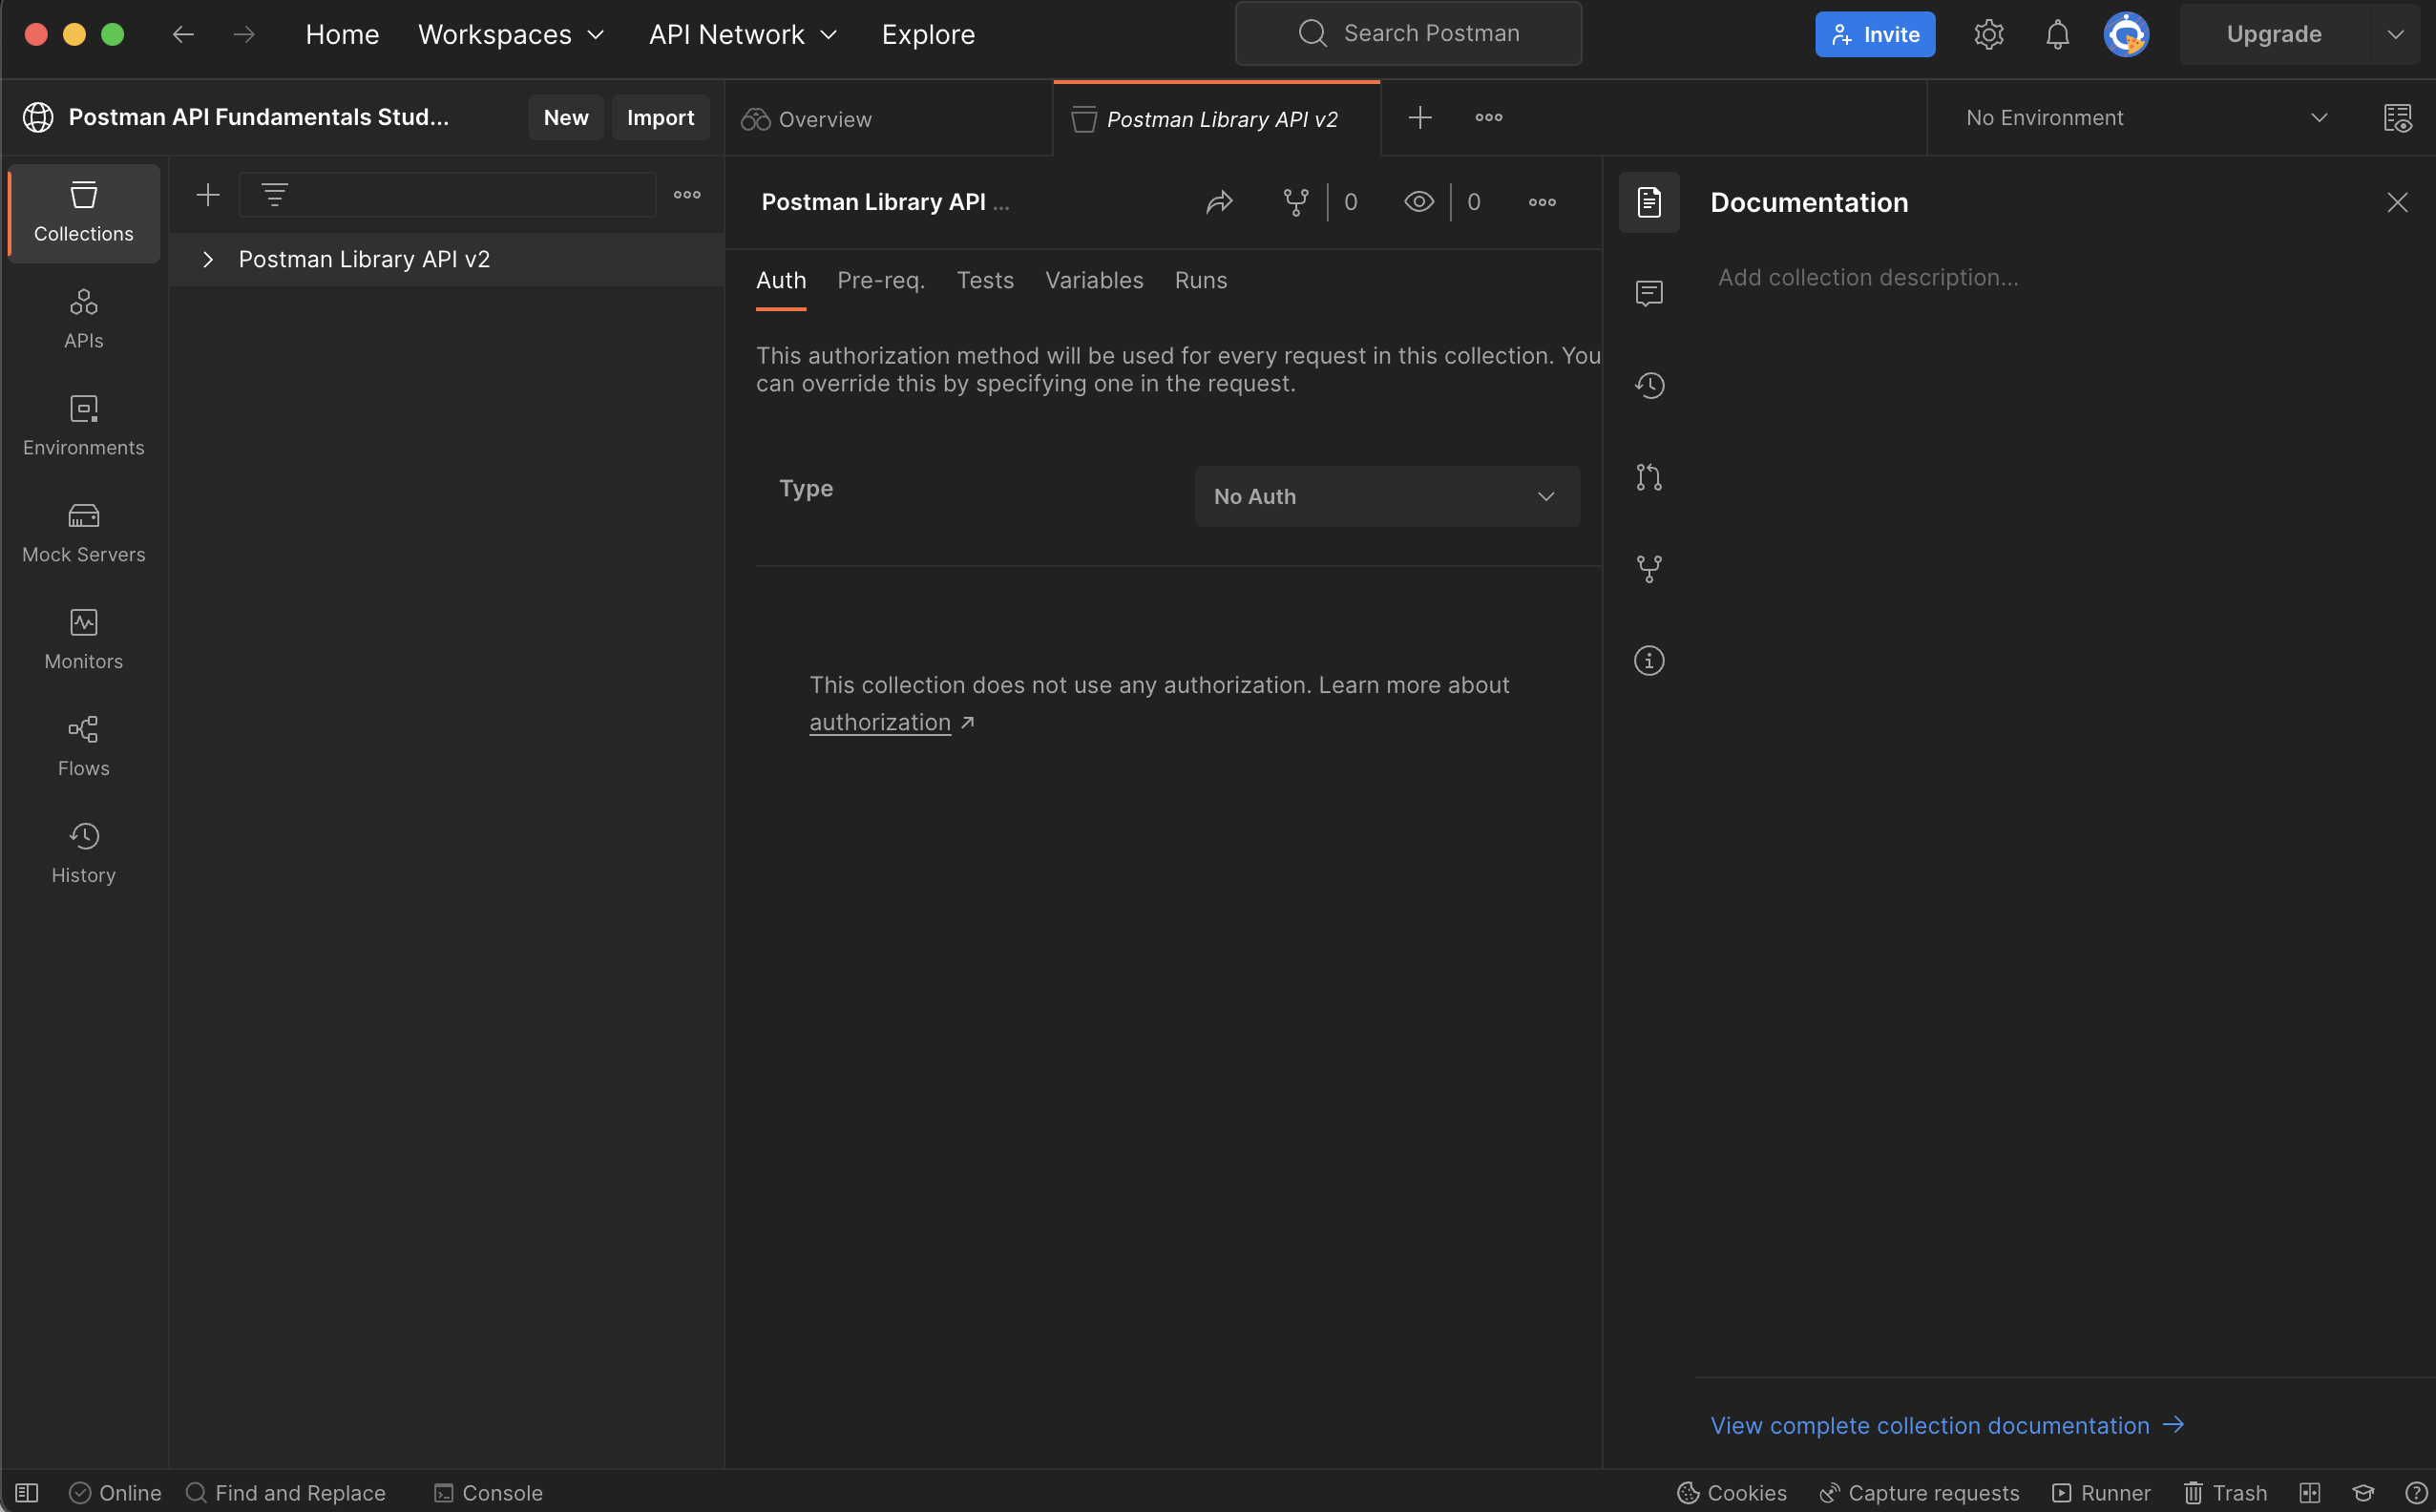 Home
Workspaces
API Network
Explore
Search Postman
Invite
Upgrade
Postman API Fundamentals Stud...
New
Import
Overview
Postman Library API v2
No Environment
Collections
APIs
Environments
Mock Servers
Monitors
Flows
History
Postman Library API v2
Postman Library API ...
0
0
Auth
Pre-req.
Tests
Variables
Runs
This authorization method will be used for every request in this collection. You
can override this by specifying one in the request.
Type
No Auth
This collection does not use any authorization. Learn more about
authorization ↗
Documentation
Add collection description...
View complete collection documentation →
Online
Find and Replace
Console
Cookies
Capture requests
Runner
Trash